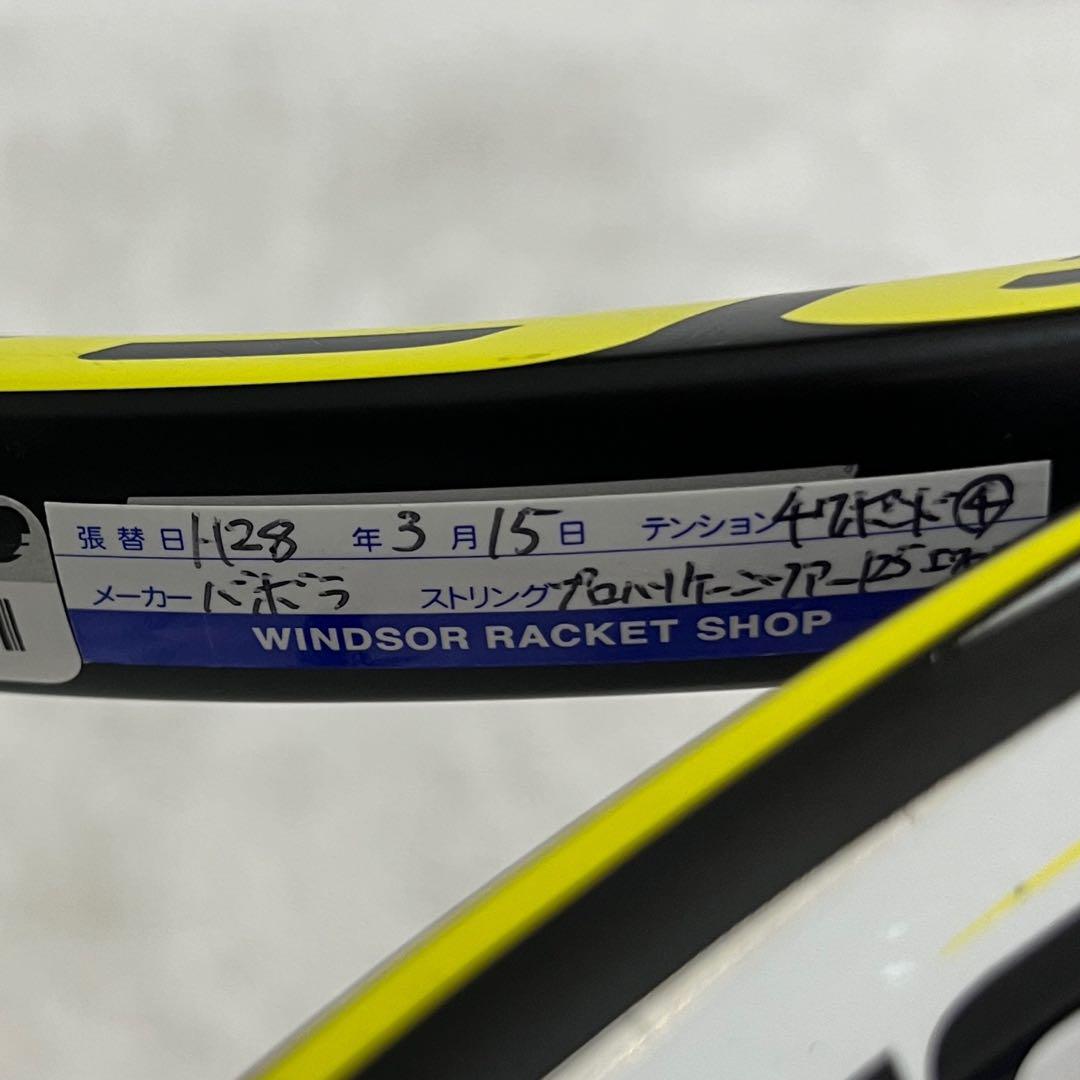 張替日 H28 年 3 月 15 日 テンション 47ポンド ④
メーカー バボラ ストリング プロハリケーンツアー 125
WINDSOR RACKET SHOP